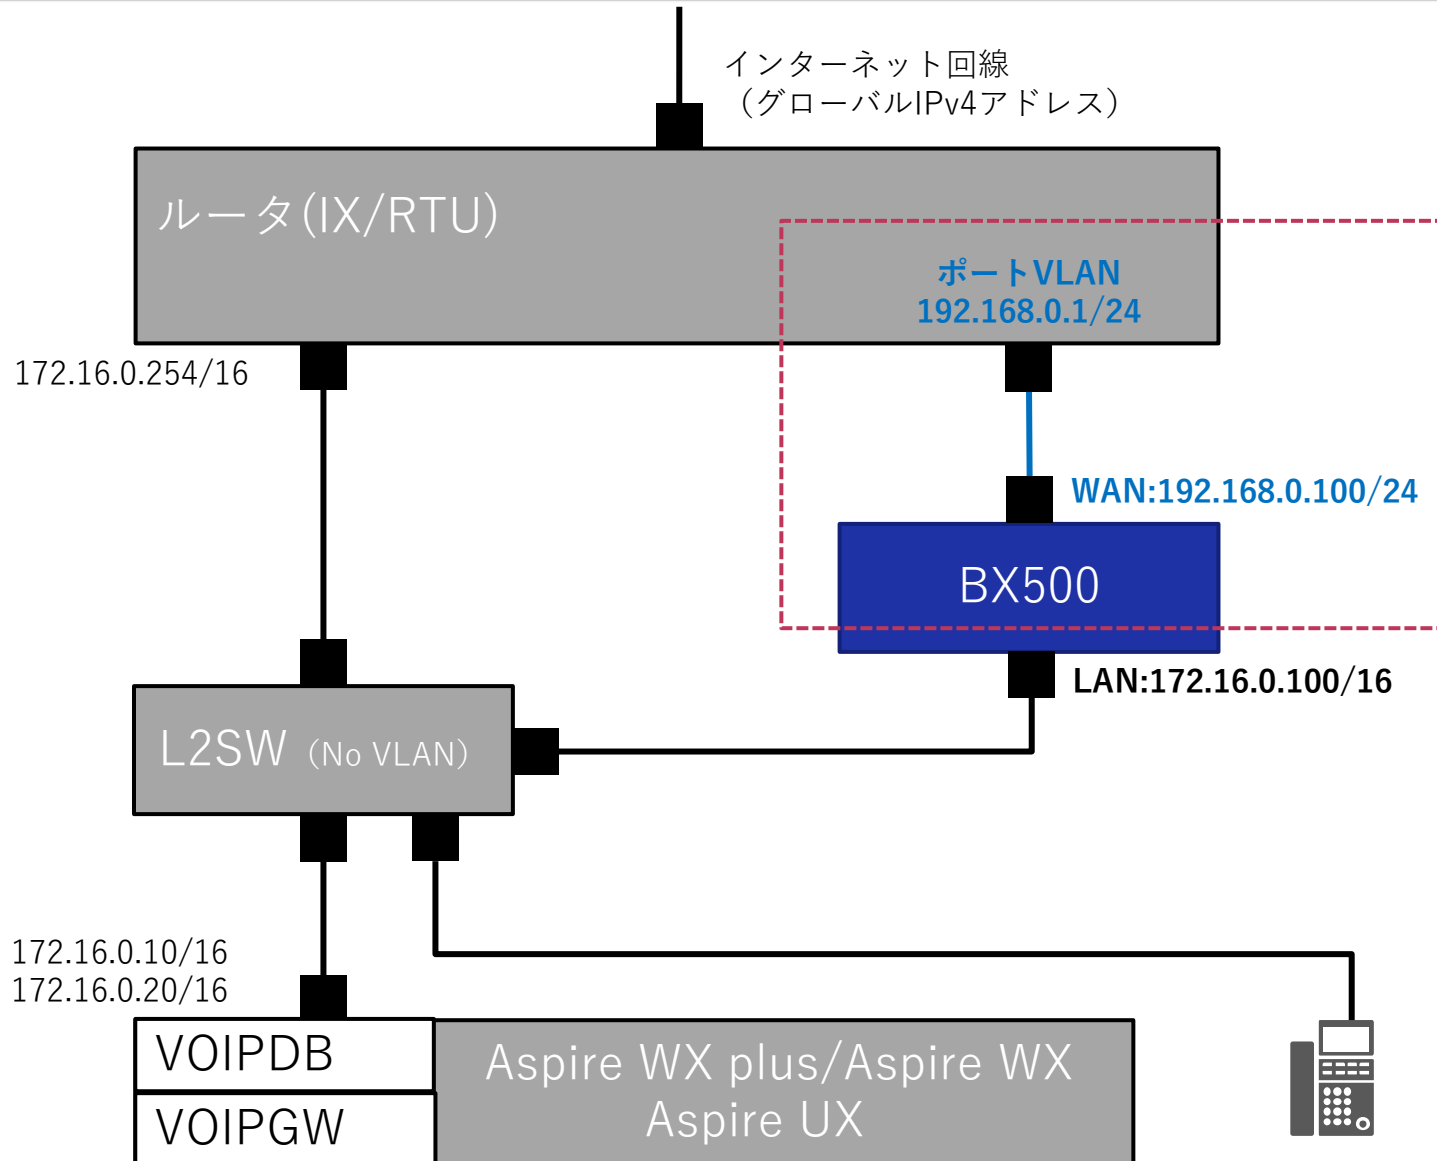 インターネット回線
（グローバルIPv4アドレス）
ルータ(IX/RTU)
ポートVLAN
192.168.0.1/24
172.16.0.254/16
WAN:192.168.0.100/24
BX500
LAN:172.16.0.100/16
L2SW（No VLAN）
172.16.0.10/16
172.16.0.20/16
VOIPDB
VOIPGW
Aspire WX plus/Aspire WX
Aspire UX